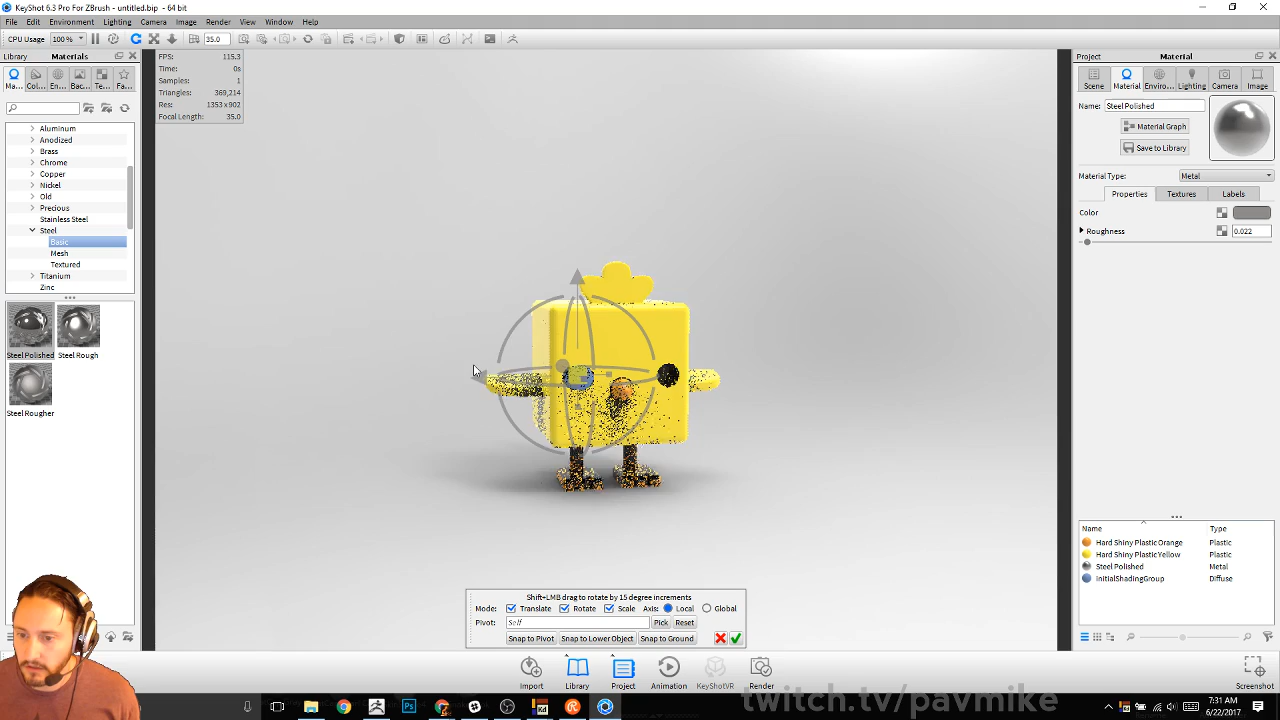 KeyShot 6.3 Pro For ZBrush - untitled.bip - 64 bit
File Edit Environment Lighting Camera Image Render View Window Help
CPU Usage 100 % 35.0
Library Materials
Ma... Col... En... Bac... Te... Fa...
Aluminum
Anodized
Brass
Chrome
Copper
Nickel
Old
Precious
Stainless Steel
Steel
Basic
Mesh
Textured
Titanium
Zinc
Steel Polished Steel Rough
Steel Rougher
FPS: 115.3
Time: 0s
Samples: 1
Triangles: 369,214
Res: 1353 x 902
Focal Length: 35.0
Shift+LMB drag to rotate by 15 degree increments
Mode: Translate Rotate Scale Axis: Local Global
Pivot: Self Pick Reset
Snap to Pivot Snap to Lower Object Snap to Ground
Project Material
Scene Material Enviro... Lighting Camera Image
Name: Steel Polished
Material Graph
Save to Library
Material Type: Metal
Properties Textures Labels
Color
Roughness 0.022
Name Type
Hard Shiny Plastic Orange Plastic
Hard Shiny Plastic Yellow Plastic
Steel Polished Metal
InitialShadingGroup Diffuse
Import Library Project Animation KeyShotVR Render Screenshot
twitch.tv/pavmike
Ps
7:31 AM
6/22/2017